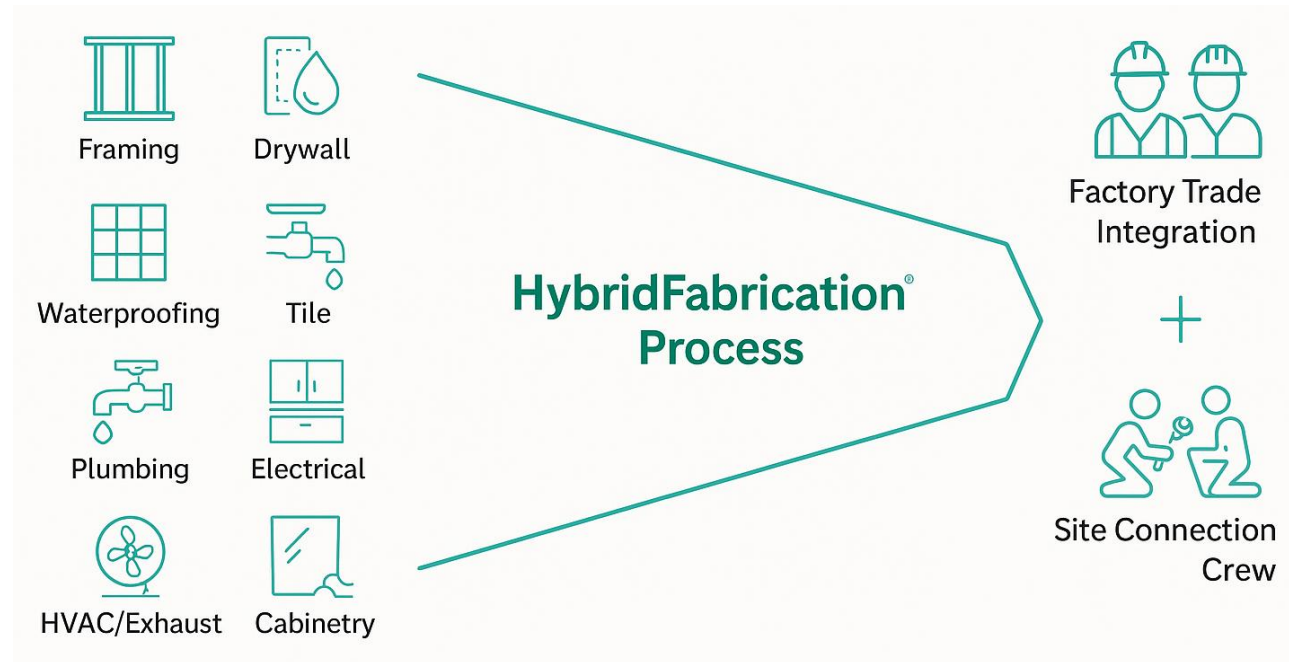 Framing
Drywall
Waterproofing
Tile
Plumbing
Electrical
HVAC/Exhaust
Cabinetry
HybridFabrication®
Process
Factory Trade
Integration
+
Site Connection
Crew